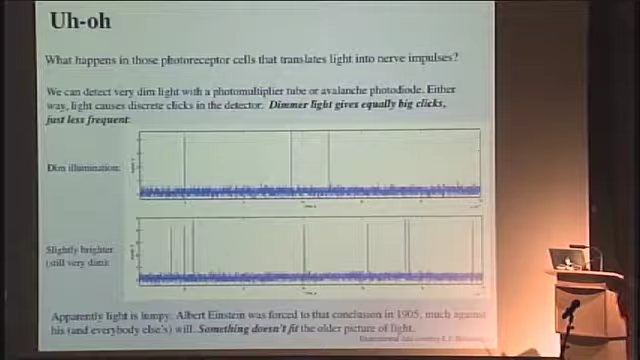 Uh-oh
What happens in those photoreceptor cells that translates light into nerve impulses?
We can detect very dim light with a photomultiplier tube or avalanche photodiode. Either
way, light causes discrete clicks in the detector. Dimmer light gives equally big clicks,
just less frequent.
Dim illumination:
Slightly brighter
(still very dim):
Apparently light is lumpy. Albert Einstein was forced to that conclusion in 1905, much against
his (and everybody else's) will. Something doesn't fit the older picture of light.